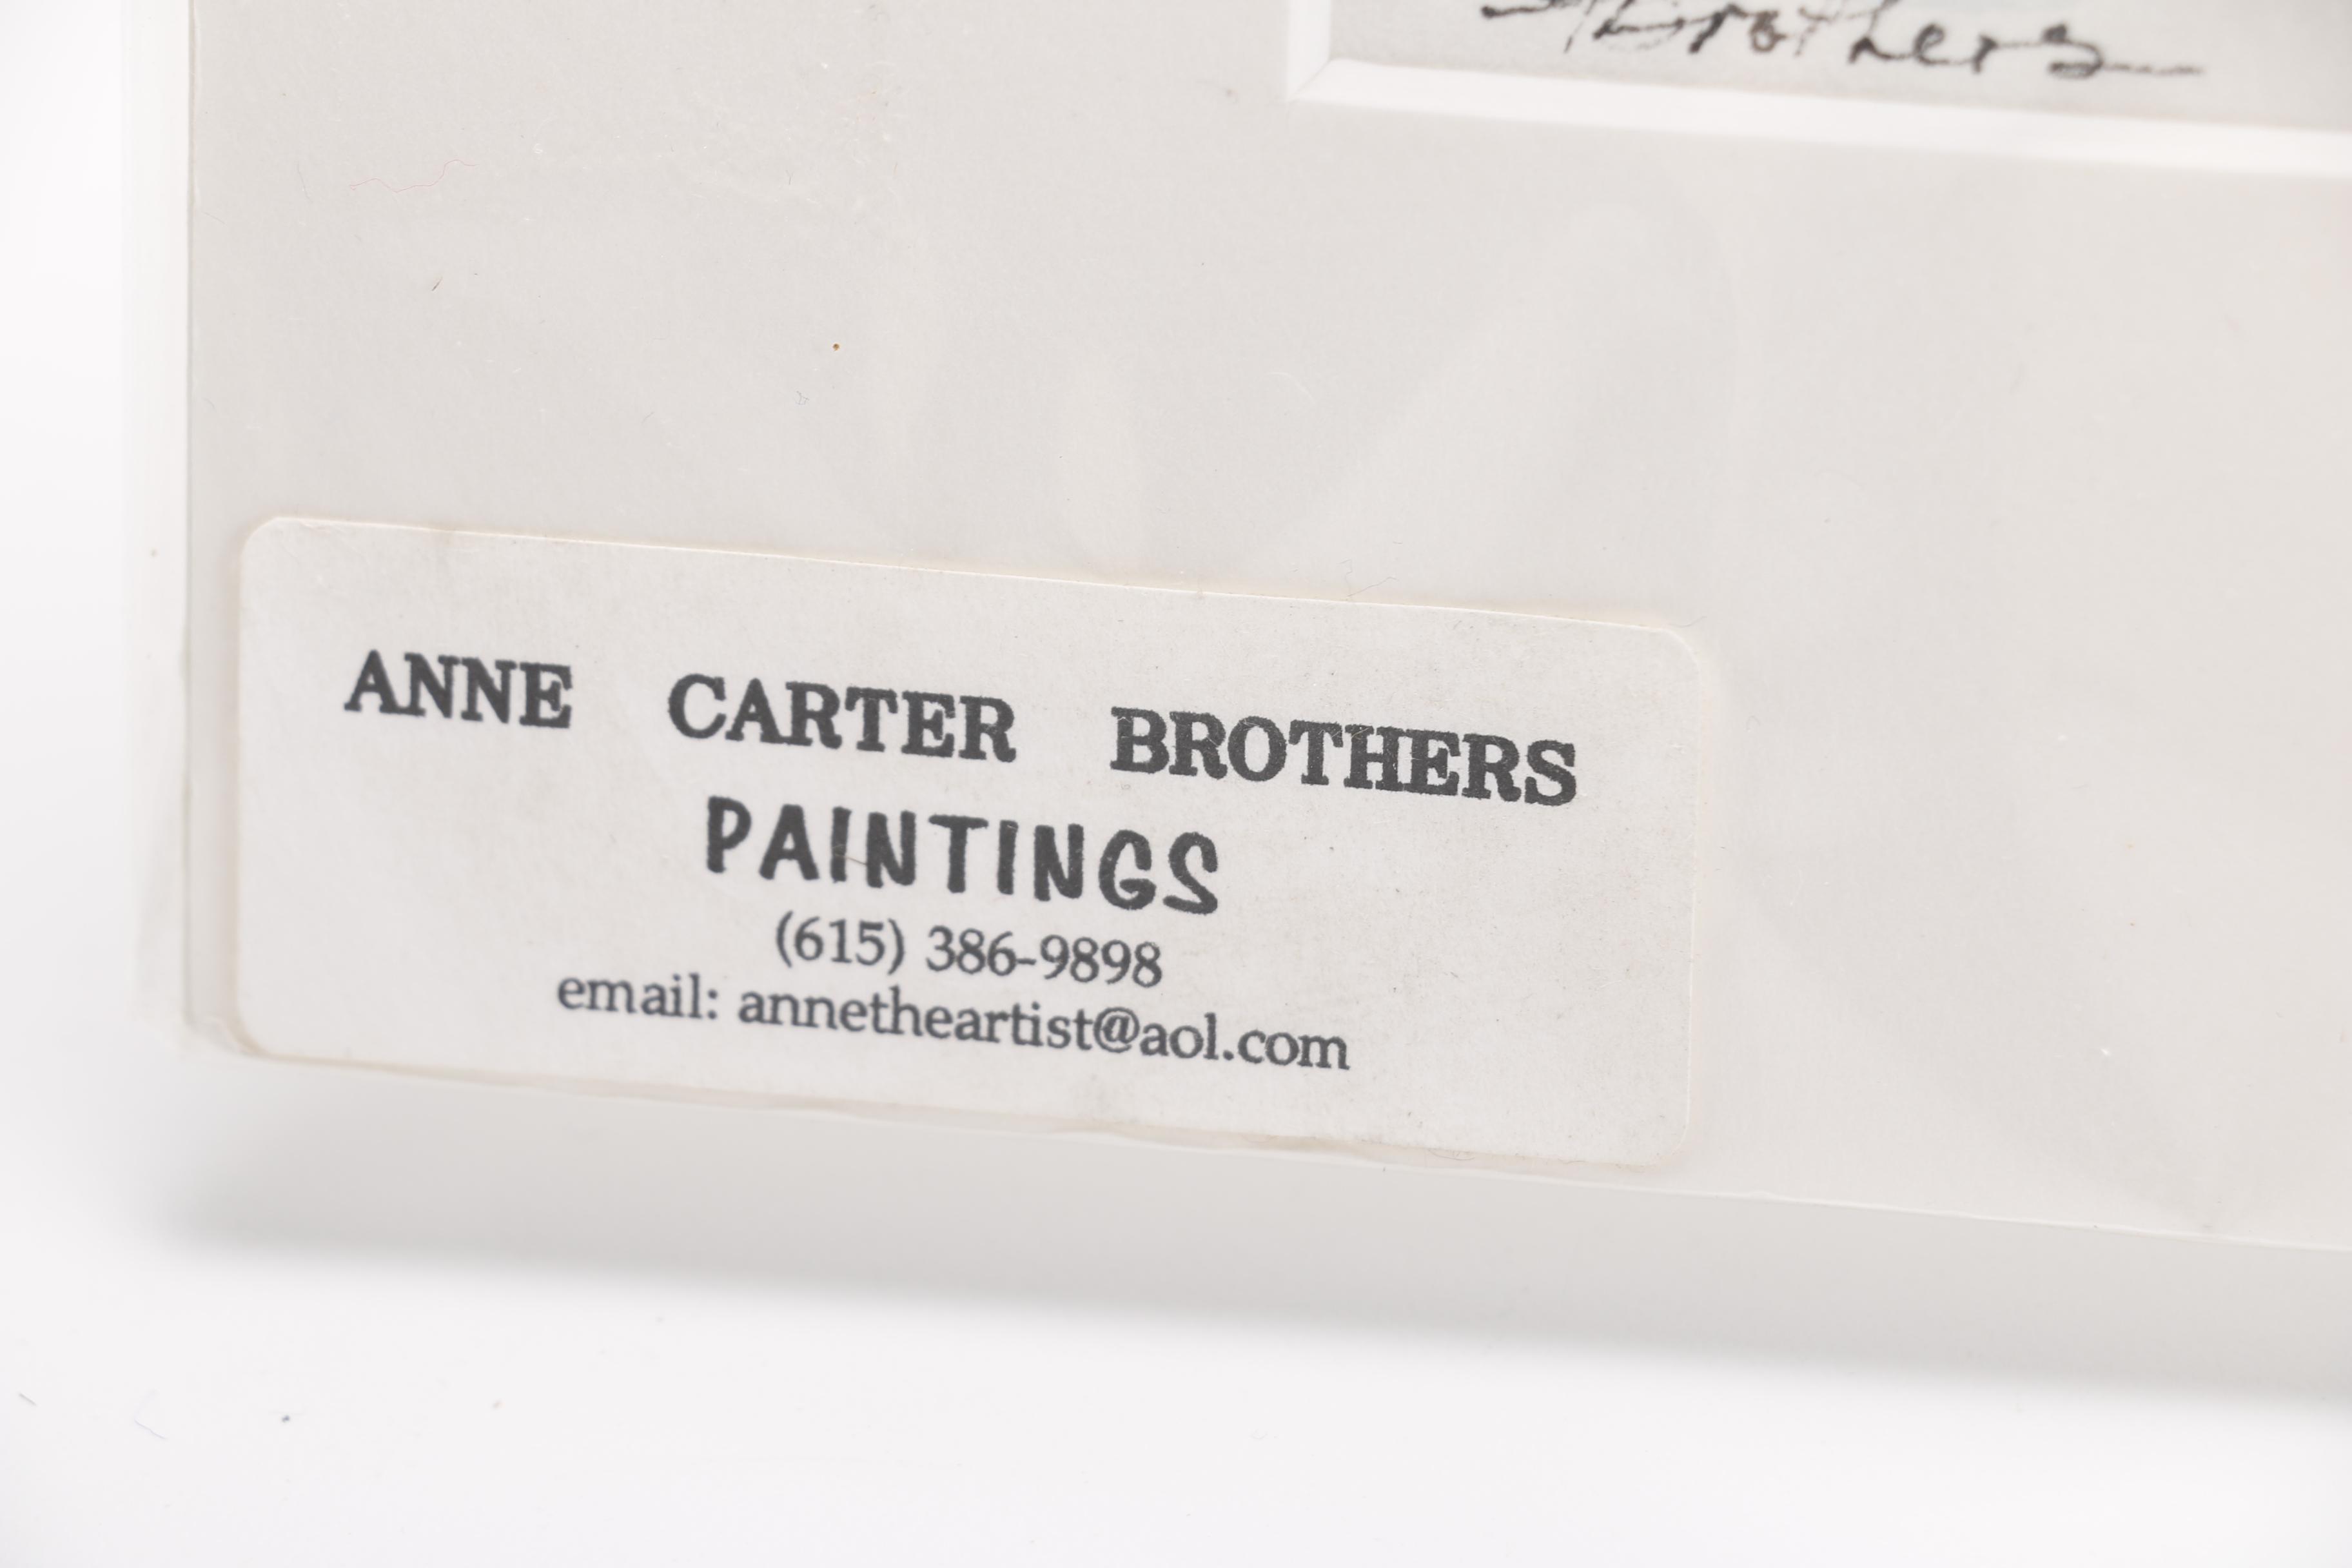 Brothers
ANNE CARTER BROTHERS
PAINTINGS
(615) 386-9898
email: annetheartist@aol.com